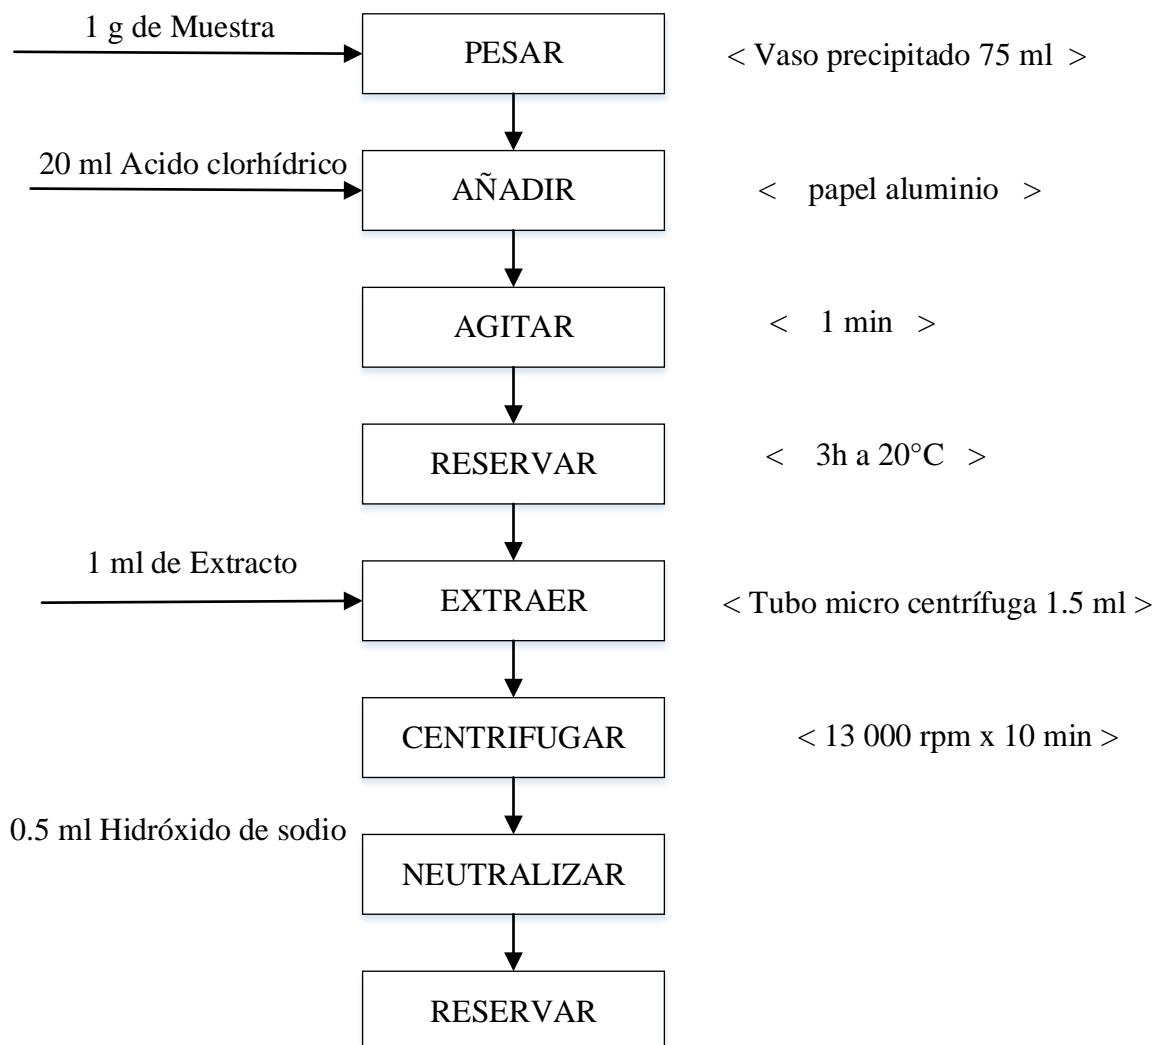 1 g de Muestra
PESAR
< Vaso precipitado 75 ml >
20 ml Acido clorhídrico
AÑADIR
< papel aluminio >
AGITAR
< 1 min >
RESERVAR
< 3h a 20°C >
1 ml de Extracto
EXTRAER
< Tubo micro centrífuga 1.5 ml >
CENTRIFUGAR
< 13 000 rpm x 10 min >
0.5 ml Hidróxido de sodio
NEUTRALIZAR
RESERVAR